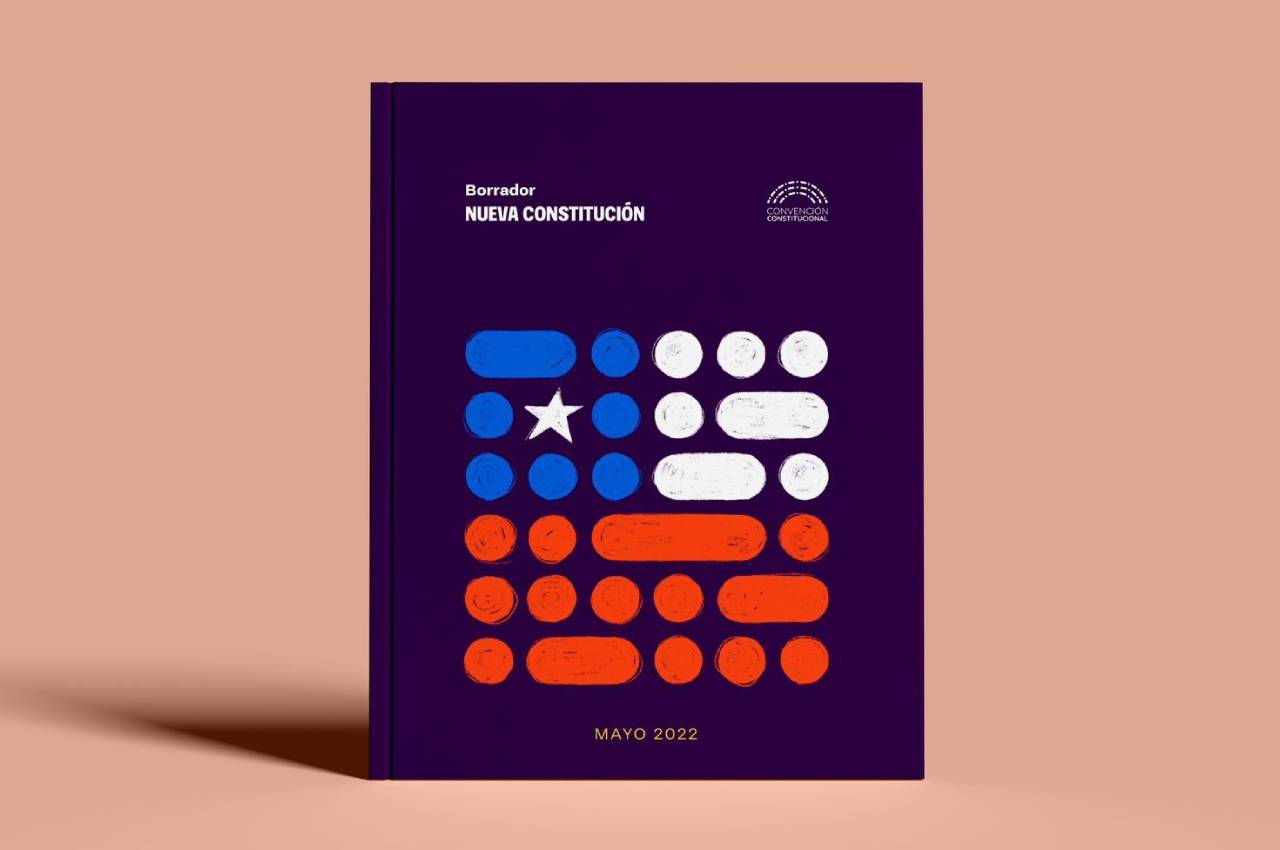 Borrador
NUEVA CONSTITUCIÓN
CONVENCIÓN
CONSTITUCIONAL
MAYO 2022